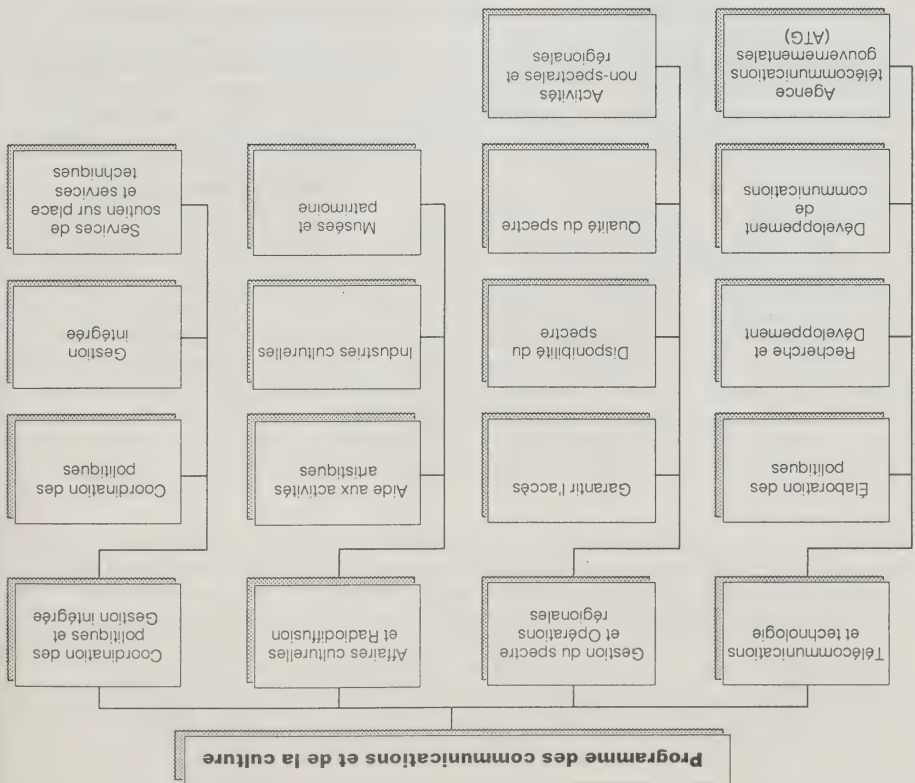 Programme des communications et de la culture
Télécommunications
et technologie
Élaboration des
politiques
Recherche et
Développement
Développement
de
communications
Agence
télécommunications
gouvernementales
(ATG)
Gestion du spectre
et Opérations
régionales
Garantir l'accès
Disponibilité du
spectre
Qualité du spectre
Activités
non-spectrales et
régionales
Affaires culturelles
et Radiodiffusion
Aide aux activités
artistiques
Industries culturelles
Musées et
patrimoine
Coordination des
politiques et
Gestion intégrée
Coordination des
politiques
Gestion
intégrée
Services de
soutien sur place
et services
techniques